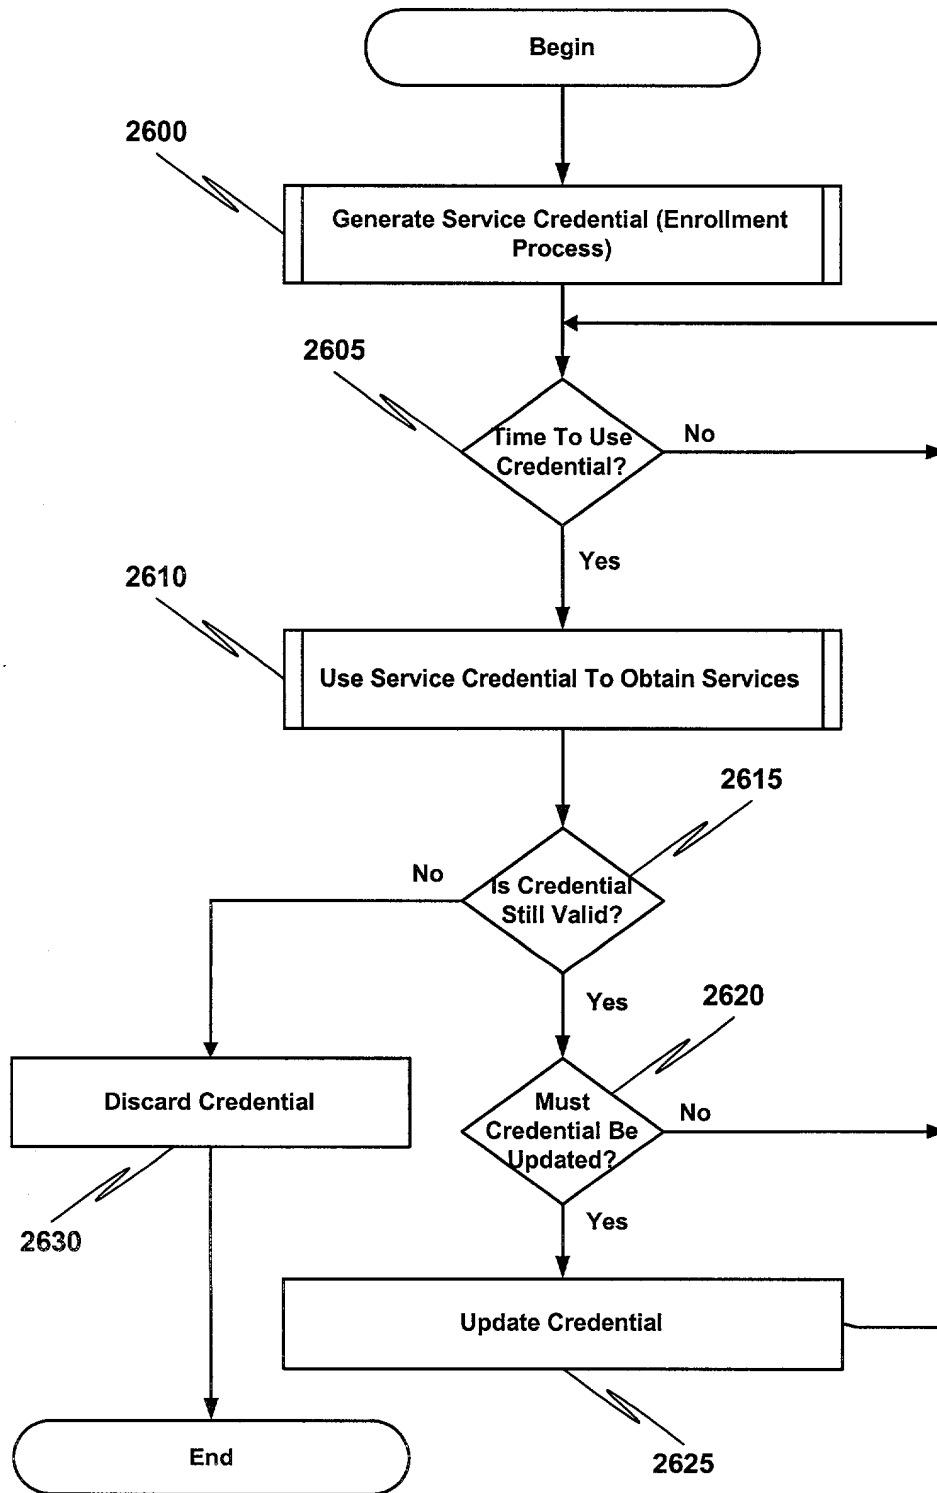 Begin
2600
Generate Service Credential (Enrollment
Process)
2605
Time To Use
Credential?
No
Yes
2610
Use Service Credential To Obtain Services
2615
No
Is Credential
Still Valid?
Yes
2620
Discard Credential
Must
Credential Be
Updated?
No
2630
Yes
Update Credential
End
2625